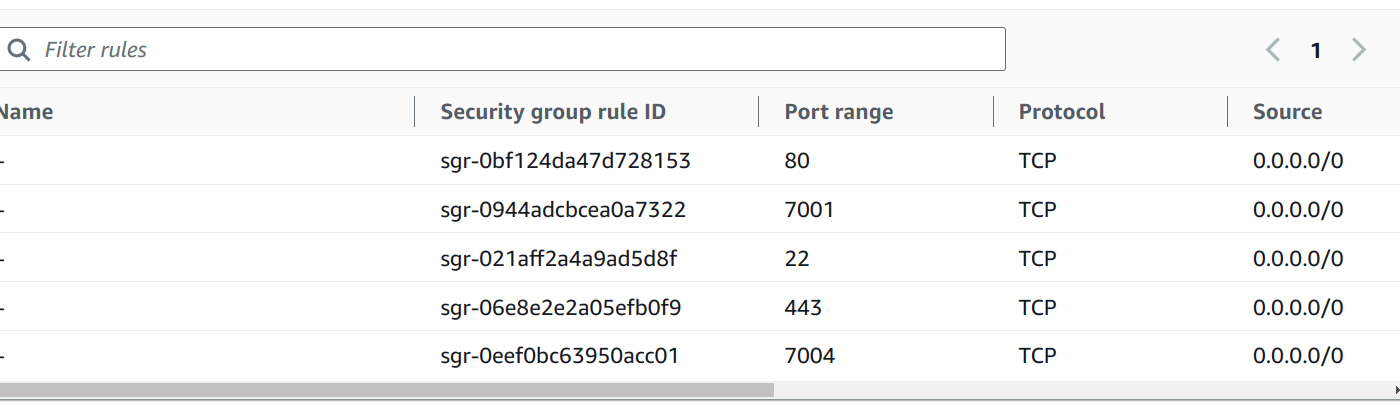 Filter rules
1
Name Security group rule ID Port range Protocol Source
- sgr-0bf124da47d728153 80 TCP 0.0.0.0/0
- sgr-0944adcbcea0a7322 7001 TCP 0.0.0.0/0
- sgr-021aff2a4a9ad5d8f 22 TCP 0.0.0.0/0
- sgr-06e8e2e2a05efb0f9 443 TCP 0.0.0.0/0
- sgr-0eef0bc63950acc01 7004 TCP 0.0.0.0/0